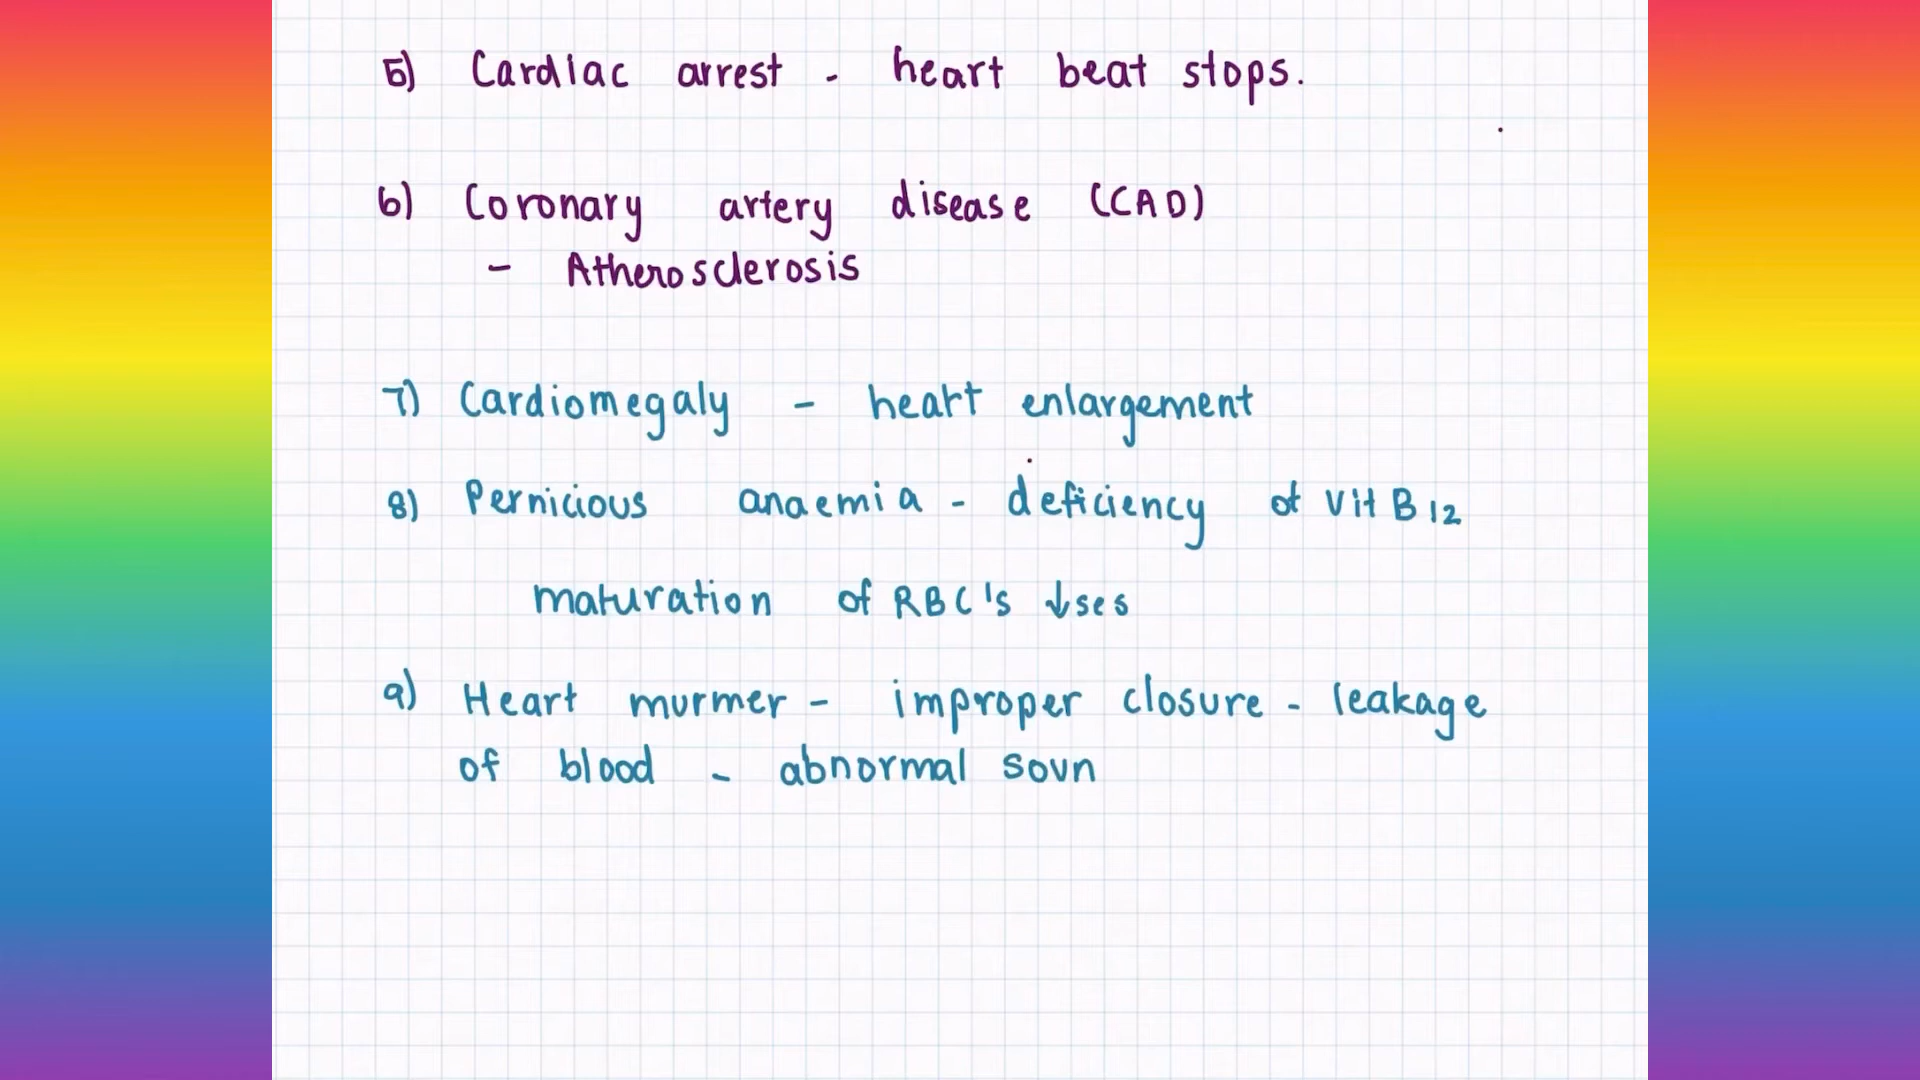 5) Cardiac arrest - heart beat stops.
6) Coronary artery disease (CAD)
- Atherosclerosis
7) Cardiomegaly - heart enlargement
8) Pernicious anaemia - deficiency of Vit B12
maturation of RBC's ↓ses
9) Heart murmer - improper closure - leakage
of blood - abnormal soun